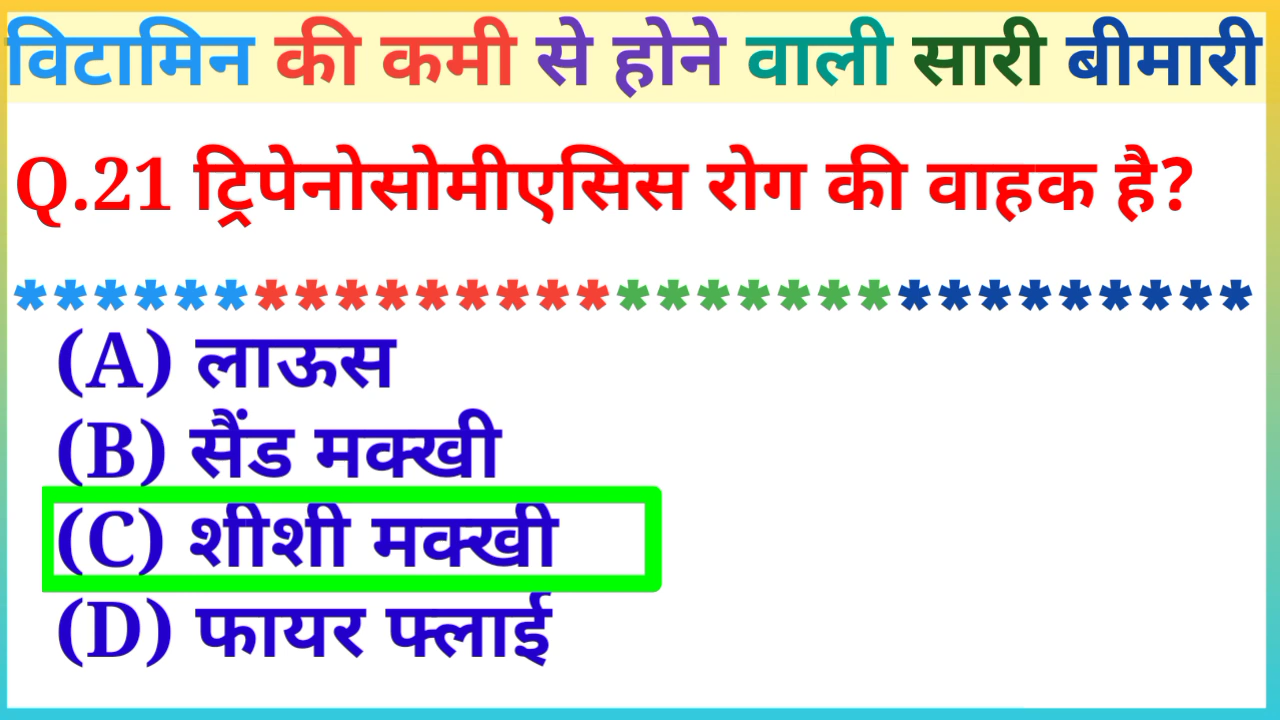 विटामिन की कमी से होने वाली सारी बीमारी
Q.21 ट्रिपेनोसोमीएसिस रोग की वाहक है?
*******************************
(A) लाऊस
(B) सैंड मक्खी
(C) शीशी मक्खी
(D) फायर फ्लाई